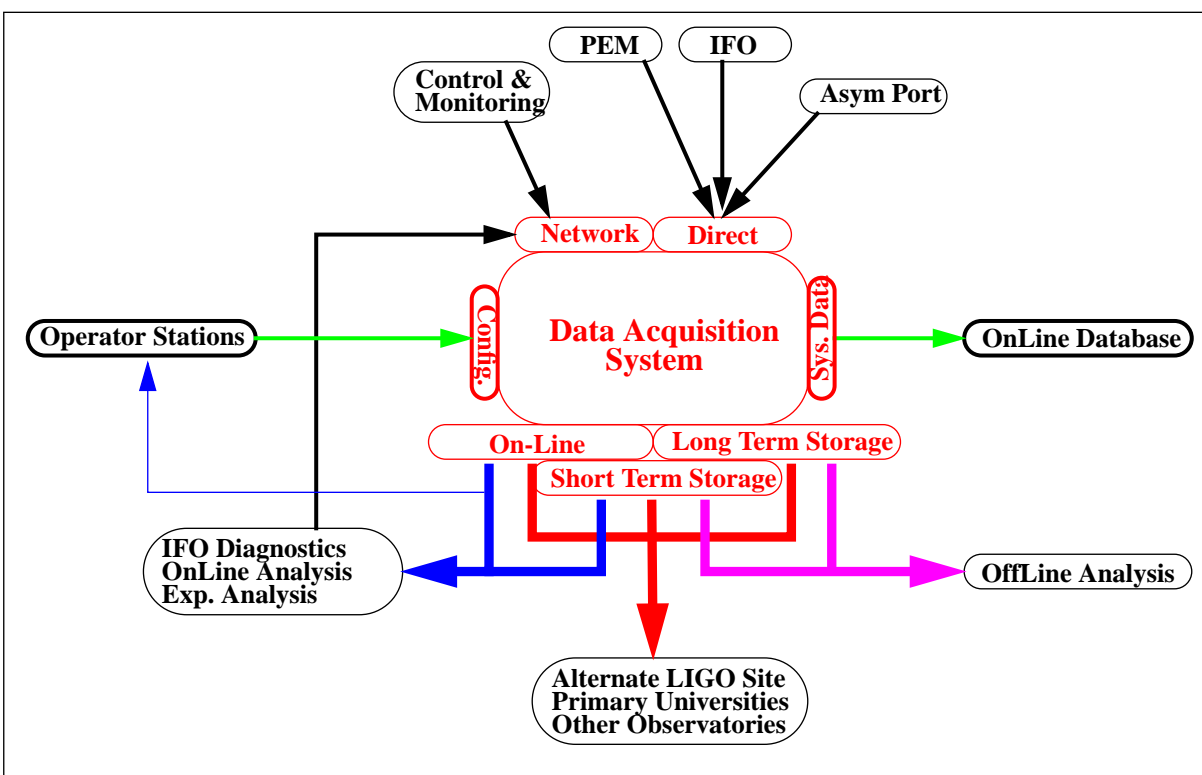 PEM
IFO
Control &
Monitoring
Asym Port
Network
Direct
Operator Stations
Config.
Data Acquisition
System
Sys. Data
OnLine Database
On-Line
Long Term Storage
Short Term Storage
IFO Diagnostics
OnLine Analysis
Exp. Analysis
OffLine Analysis
Alternate LIGO Site
Primary Universities
Other Observatories